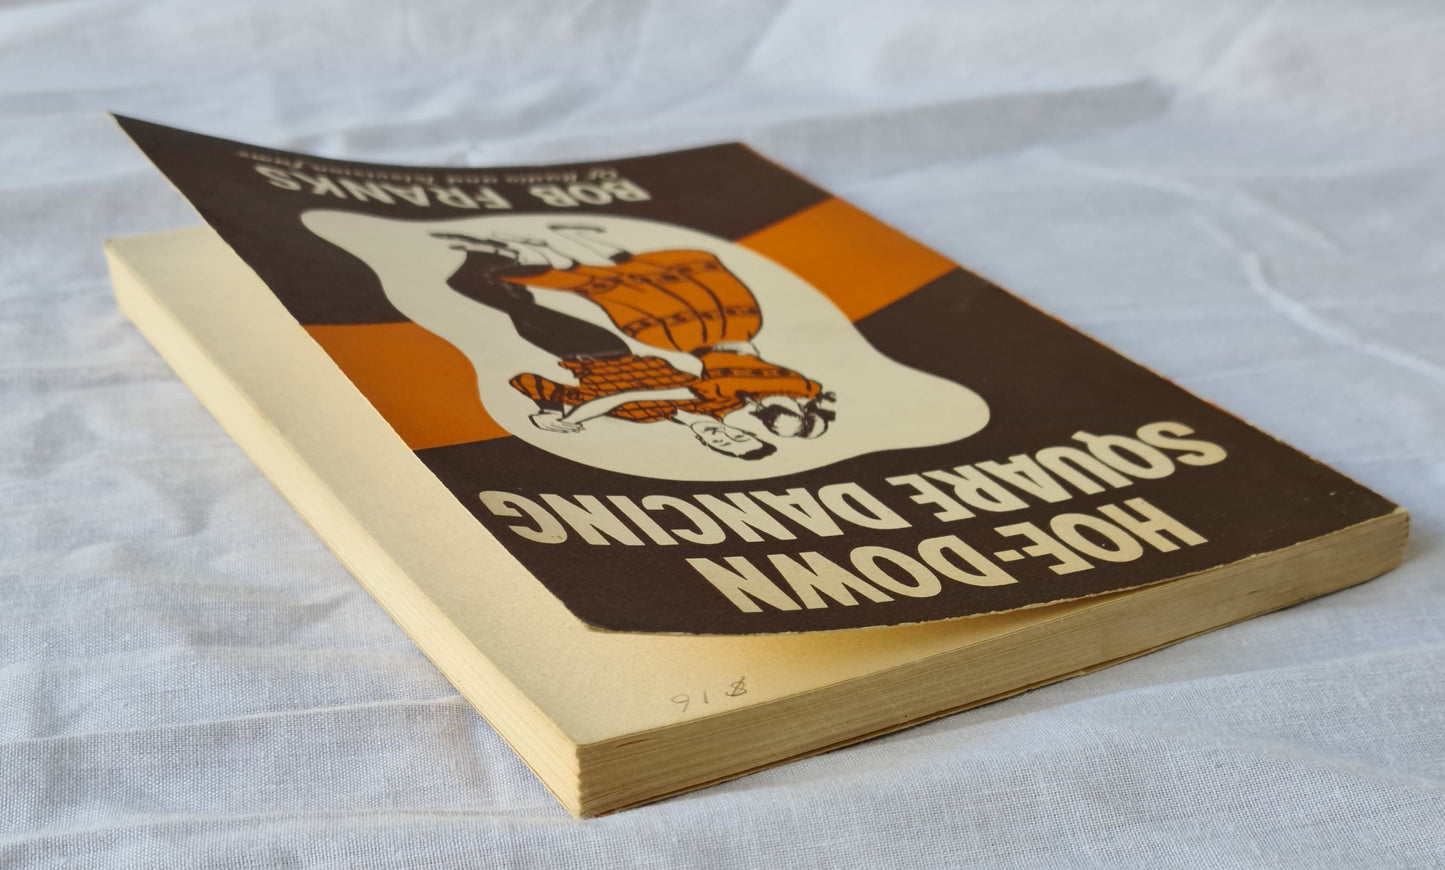 HOE-DOWN
SQUARE DANCING
BOB FRANKS
Of Radio and Television Fame
$16